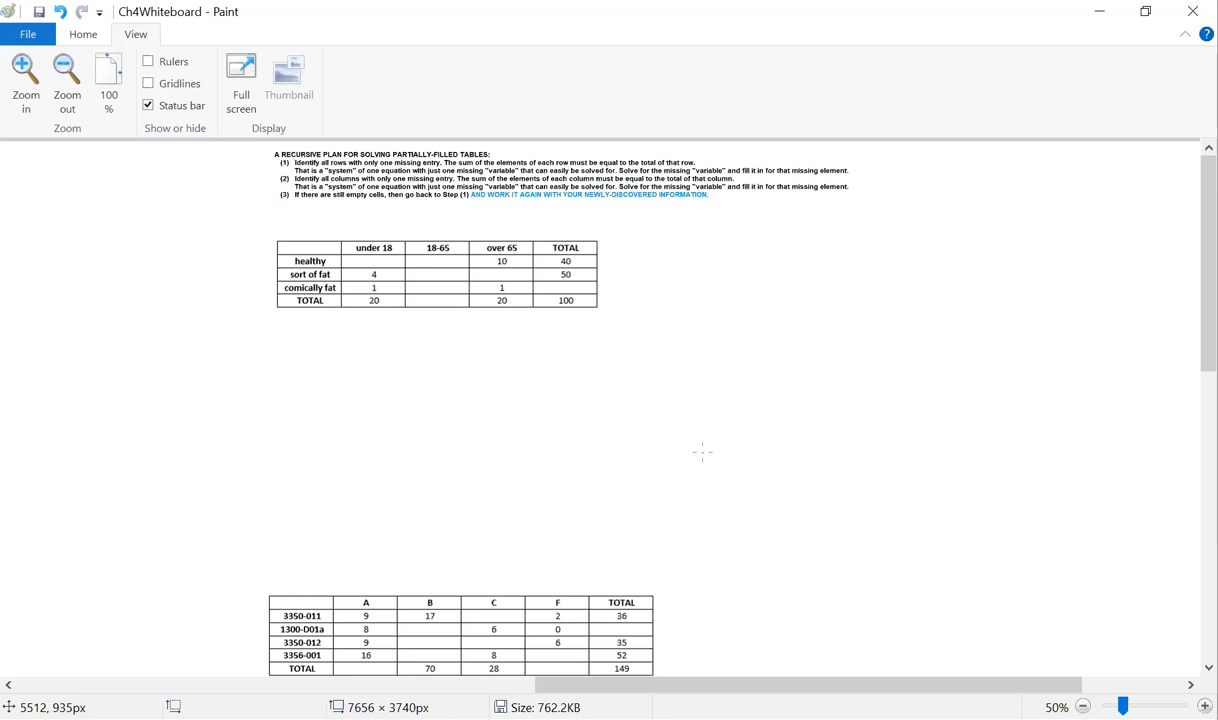 Ch4Whiteboard - Paint
File Home View
Zoom in
Zoom out
100 %
Rulers
Gridlines
Status bar
Full screen
Thumbnail
Zoom Show or hide Display
A RECURSIVE PLAN FOR SOLVING PARTIALLY-FILLED TABLES:
(1) Identify all rows with only one missing entry. The sum of the elements of each row must be equal to the total of that row.
That is a "system" of one equation with just one missing "variable" that can easily be solved for. Solve for the missing "variable" and fill it in for that missing element.
(2) Identify all columns with only one missing entry. The sum of the elements of each column must be equal to the total of that column.
That is a "system" of one equation with just one missing "variable" that can easily be solved for. Solve for the missing "variable" and fill it in for that missing element.
(3) If there are still empty cells, then go back to Step (1) AND WORK IT AGAIN WITH YOUR NEWLY-DISCOVERED INFORMATION.
under 18 18-65 over 65 TOTAL
healthy 10 40
sort of fat 4 50
comically fat 1 1
TOTAL 20 20 100
A B C F TOTAL
3350-011 9 17 2 36
1300-D01a 8 6 0
3350-012 9 6 35
3356-001 16 8 52
TOTAL 70 28 149
5512, 935px 7656 × 3740px Size: 762.2KB 50%